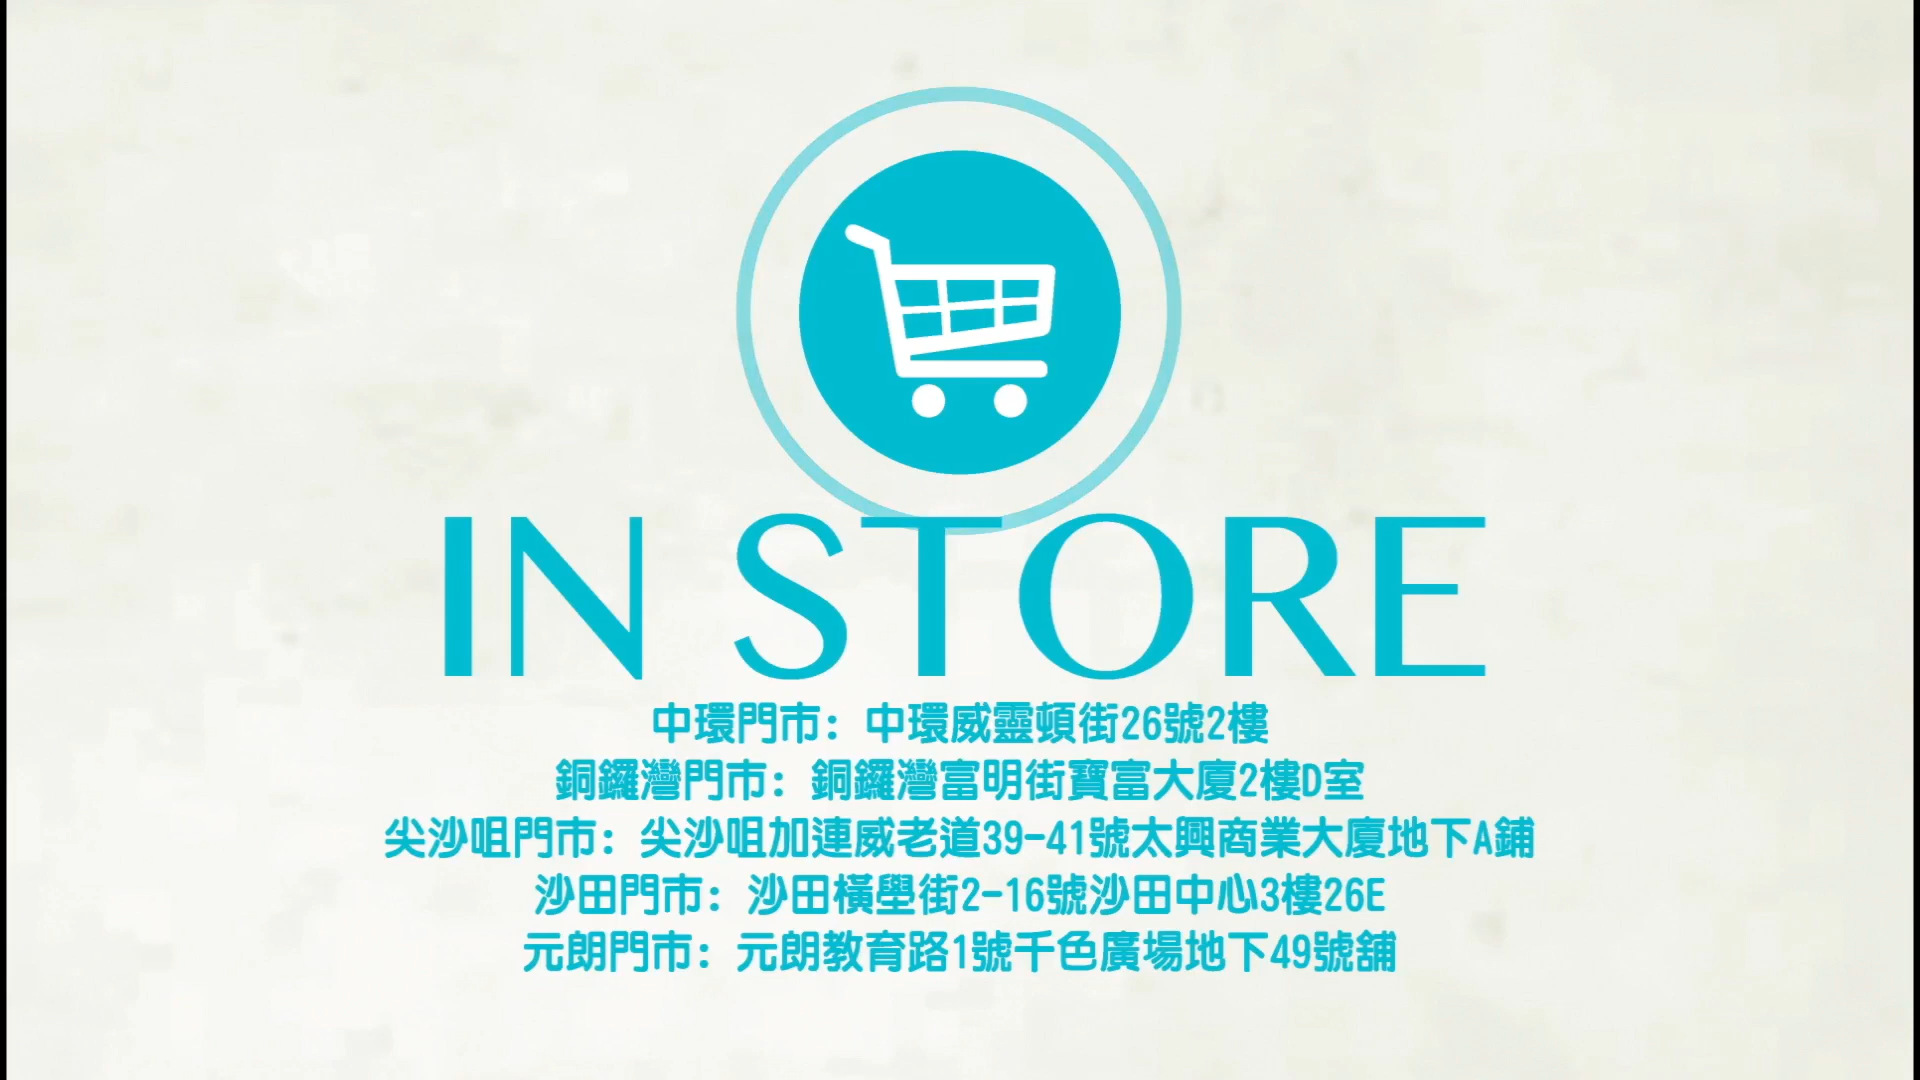 IN STORE
中環門市：中環威靈頓街26號2樓
銅鑼灣門市：銅鑼灣富明街寶富大廈2樓D室
尖沙咀門市：尖沙咀加連威老道39-41號太興商業大廈地下A鋪
沙田門市：沙田橫壆街2-16號沙田中心3樓26E
元朗門市：元朗教育路1號千色廣場地下49號舖